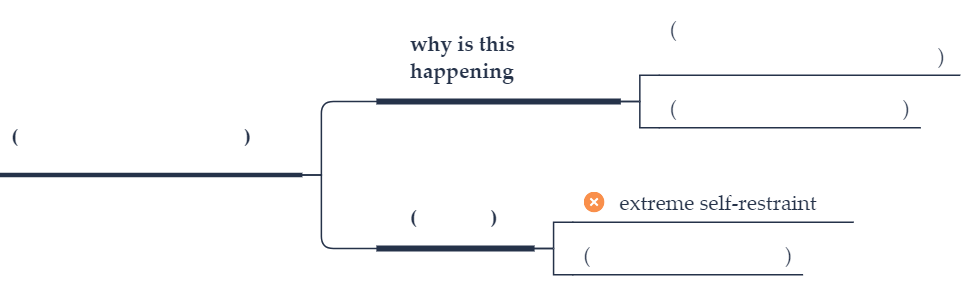 (
why is this
happening
)
( )
( )
extreme self-restraint
( )
( )